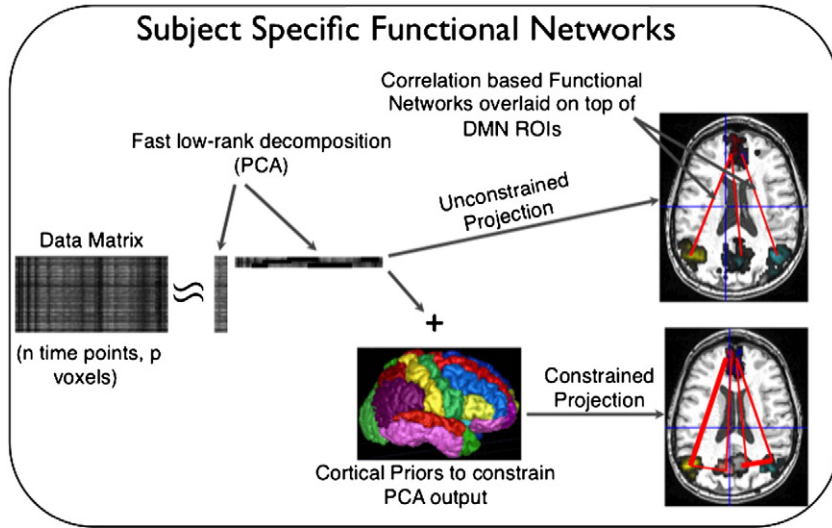 Subject Specific Functional Networks
Correlation based Functional
Networks overlaid on top of
DMN ROIs
Fast low-rank decomposition
(PCA)
Unconstrained
Projection
Data Matrix
≈
(n time points, p
voxels)
+
Constrained
Projection
Cortical Priors to constrain
PCA output